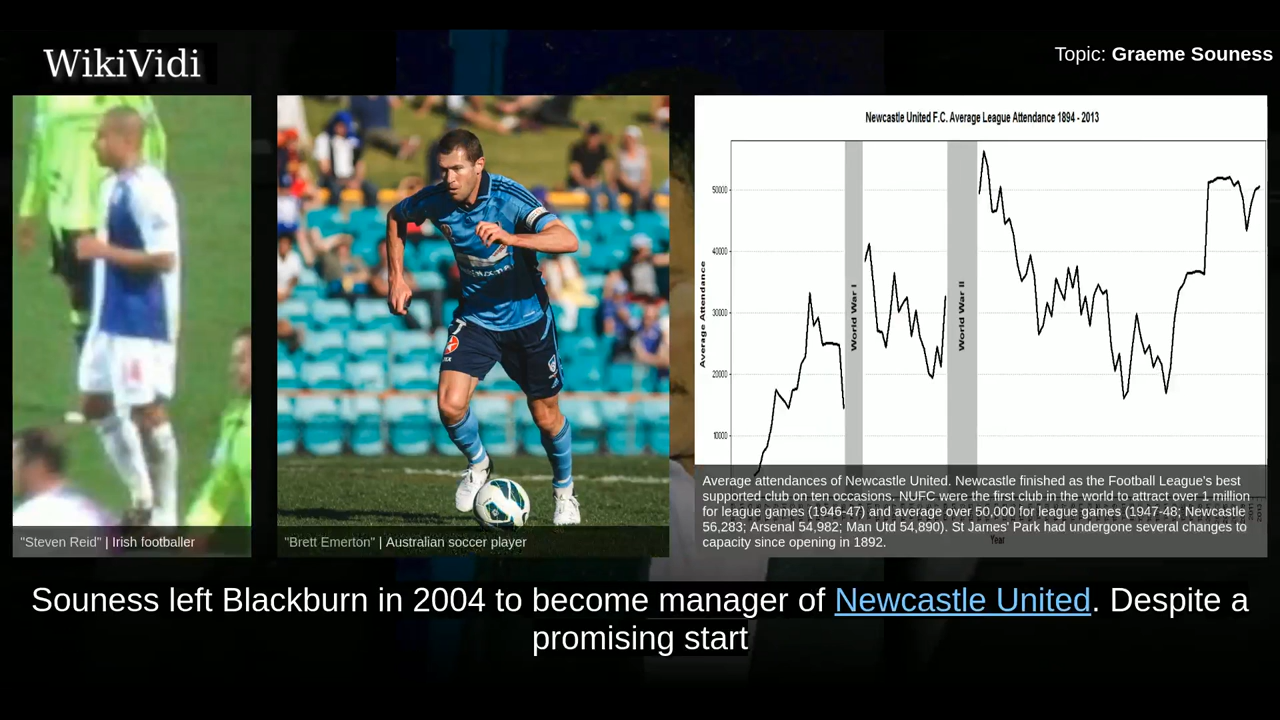 WikiVidi
Topic: Graeme Souness
Newcastle United F.C. Average League Attendance 1894 - 2013
50000
40000
30000
20000
10000
Average Attendance
World War I
World War II
Year
"Steven Reid" | Irish footballer
"Brett Emerton" | Australian soccer player
Average attendances of Newcastle United. Newcastle finished as the Football League's best
supported club on ten occasions. NUFC were the first club in the world to attract over 1 million
for league games (1946-47) and average over 50,000 for league games (1947-48; Newcastle
56,283; Arsenal 54,982; Man Utd 54,890). St James' Park had undergone several changes to
capacity since opening in 1892.
Souness left Blackburn in 2004 to become manager of Newcastle United. Despite a
promising start